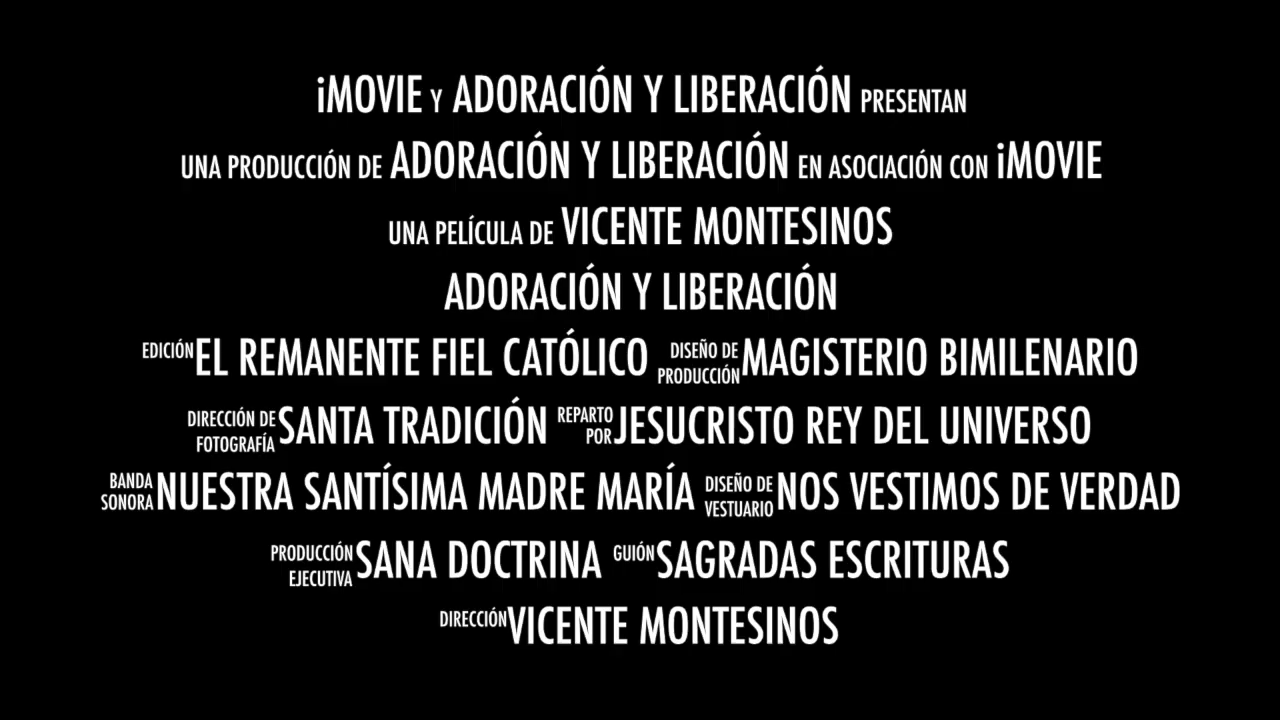 iMOVIE Y ADORACIÓN Y LIBERACIÓN PRESENTAN
UNA PRODUCCIÓN DE ADORACIÓN Y LIBERACIÓN EN ASOCIACIÓN CON iMOVIE
UNA PELÍCULA DE VICENTE MONTESINOS
ADORACIÓN Y LIBERACIÓN
EDICIÓN EL REMANENTE FIEL CATÓLICO DISEÑO DE PRODUCCIÓN MAGISTERIO BIMILENARIO
DIRECCIÓN DE FOTOGRAFÍA SANTA TRADICIÓN REPARTO POR JESUCRISTO REY DEL UNIVERSO
BANDA SONORA NUESTRA SANTÍSIMA MADRE MARÍA DISEÑO DE VESTUARIO NOS VESTIMOS DE VERDAD
PRODUCCIÓN EJECUTIVA SANA DOCTRINA GUIÓN SAGRADAS ESCRITURAS
DIRECCIÓN VICENTE MONTESINOS